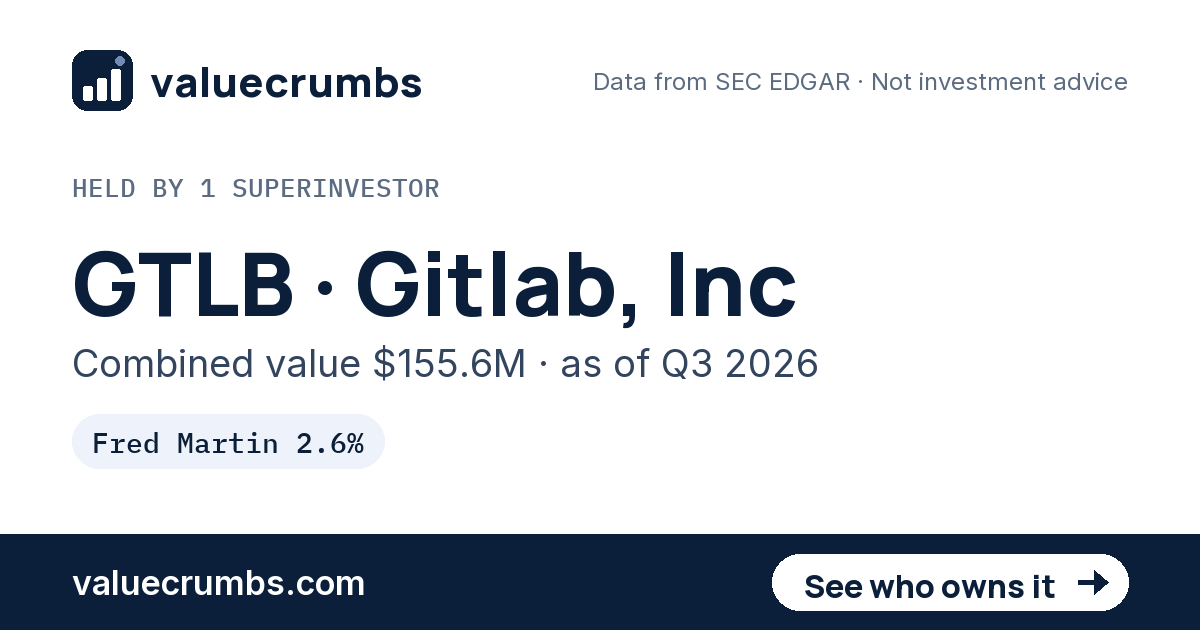 valuecrumbs
Data from SEC EDGAR · Not investment advice
HELD BY 1 SUPERINVESTOR
GTLB · Gitlab, Inc
Combined value $155.6M · as of Q3 2026
Fred Martin 2.6%
valuecrumbs.com
See who owns it →